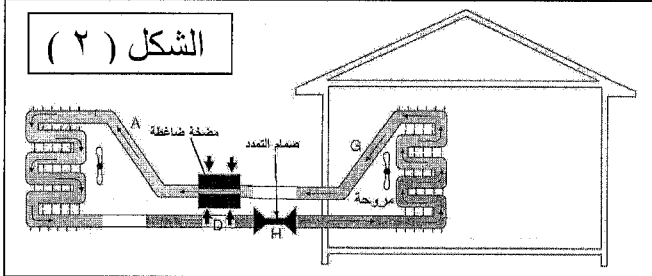 الشكل ( ٢ )
A
مضخة ضاغطة
صمام التمدد
G
مروحة
D
H